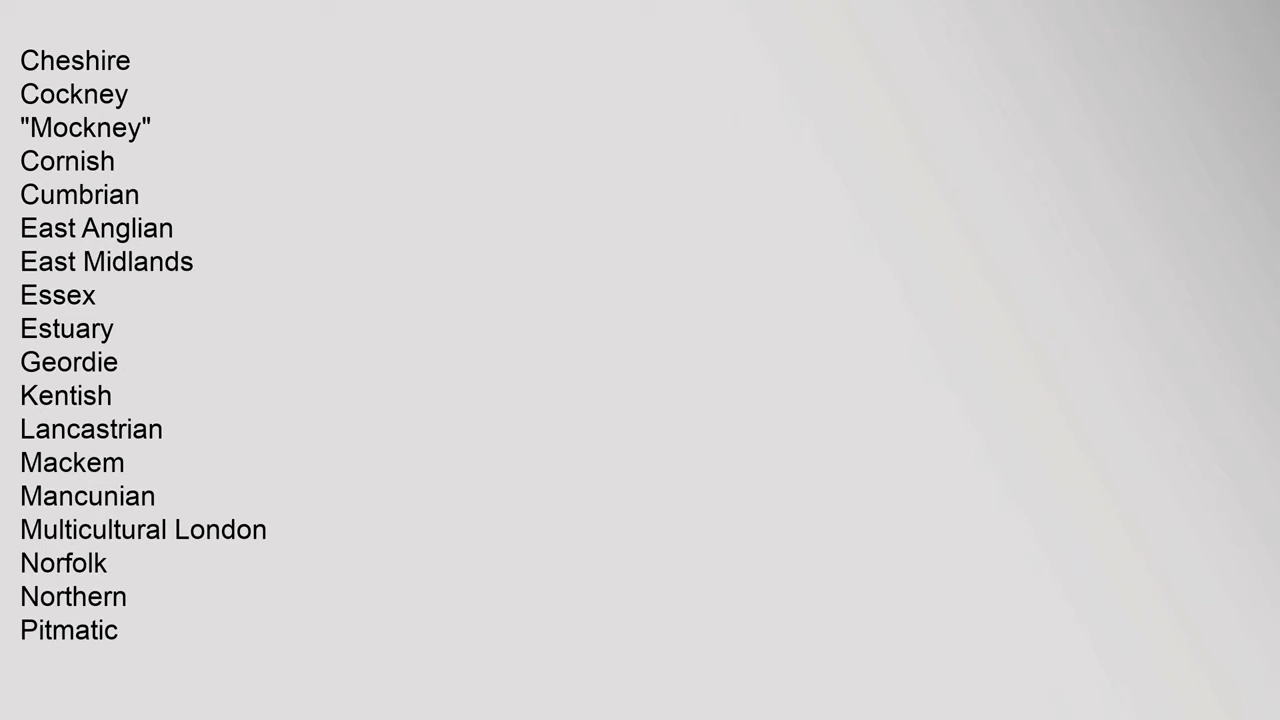 Cheshire
Cockney
"Mockney"
Cornish
Cumbrian
East Anglian
East Midlands
Essex
Estuary
Geordie
Kentish
Lancastrian
Mackem
Mancunian
Multicultural London
Norfolk
Northern
Pitmatic